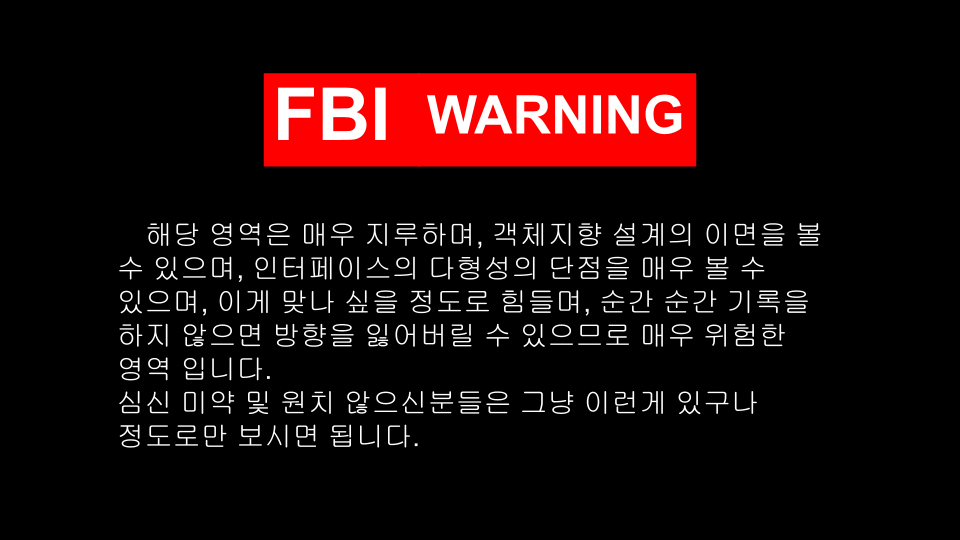 FBI WARNING
해당 영역은 매우 지루하며, 객체지향 설계의 이면을 볼
수 있으며, 인터페이스의 다형성의 단점을 매우 볼 수
있으며, 이게 맞나 싶을 정도로 힘들며, 순간 순간 기록을
하지 않으면 방향을 잃어버릴 수 있으므로 매우 위험한
영역 입니다.
심신 미약 및 원치 않으신분들은 그냥 이런게 있구나
정도로만 보시면 됩니다.